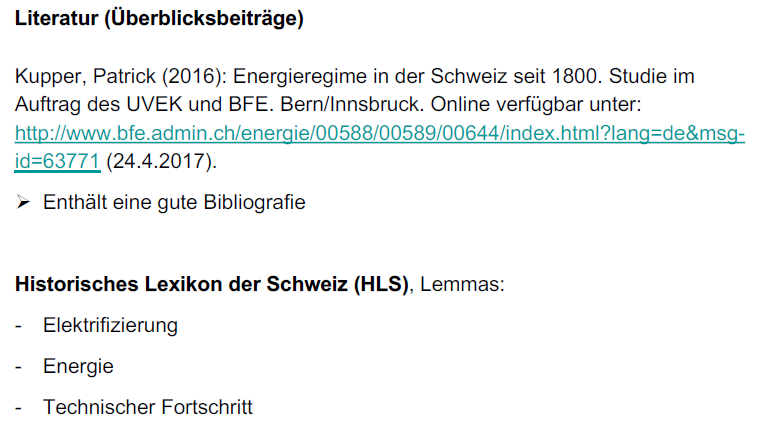 Literatur (Überblicksbeiträge)
Kupper, Patrick (2016): Energieregime in der Schweiz seit 1800. Studie im
Auftrag des UVEK und BFE. Bern/Innsbruck. Online verfügbar unter:
http://www.bfe.admin.ch/energie/00588/00589/00644/index.html?lang=de&msg-
id=63771 (24.4.2017).
➢ Enthält eine gute Bibliografie
Historisches Lexikon der Schweiz (HLS), Lemmas:
- Elektrifizierung
- Energie
- Technischer Fortschritt